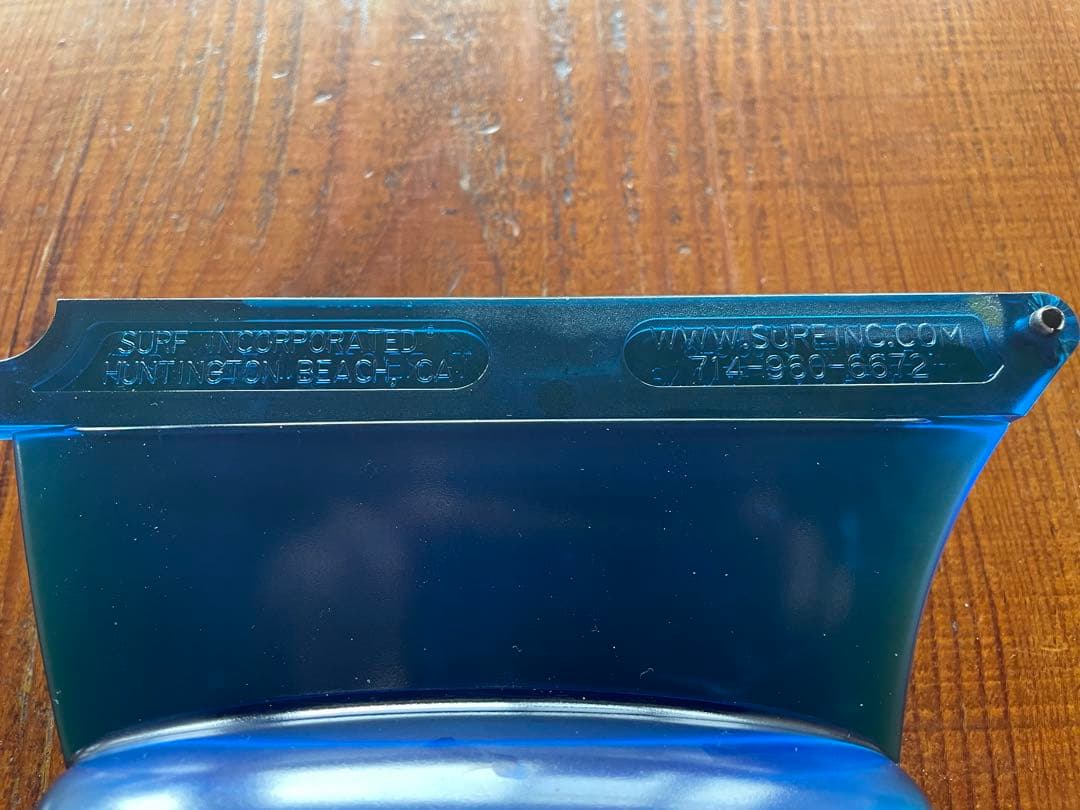 SURF INCORPORATED
HUNTINGTON BEACH, CA
WWW.SURFINC.COM
714-960-6672